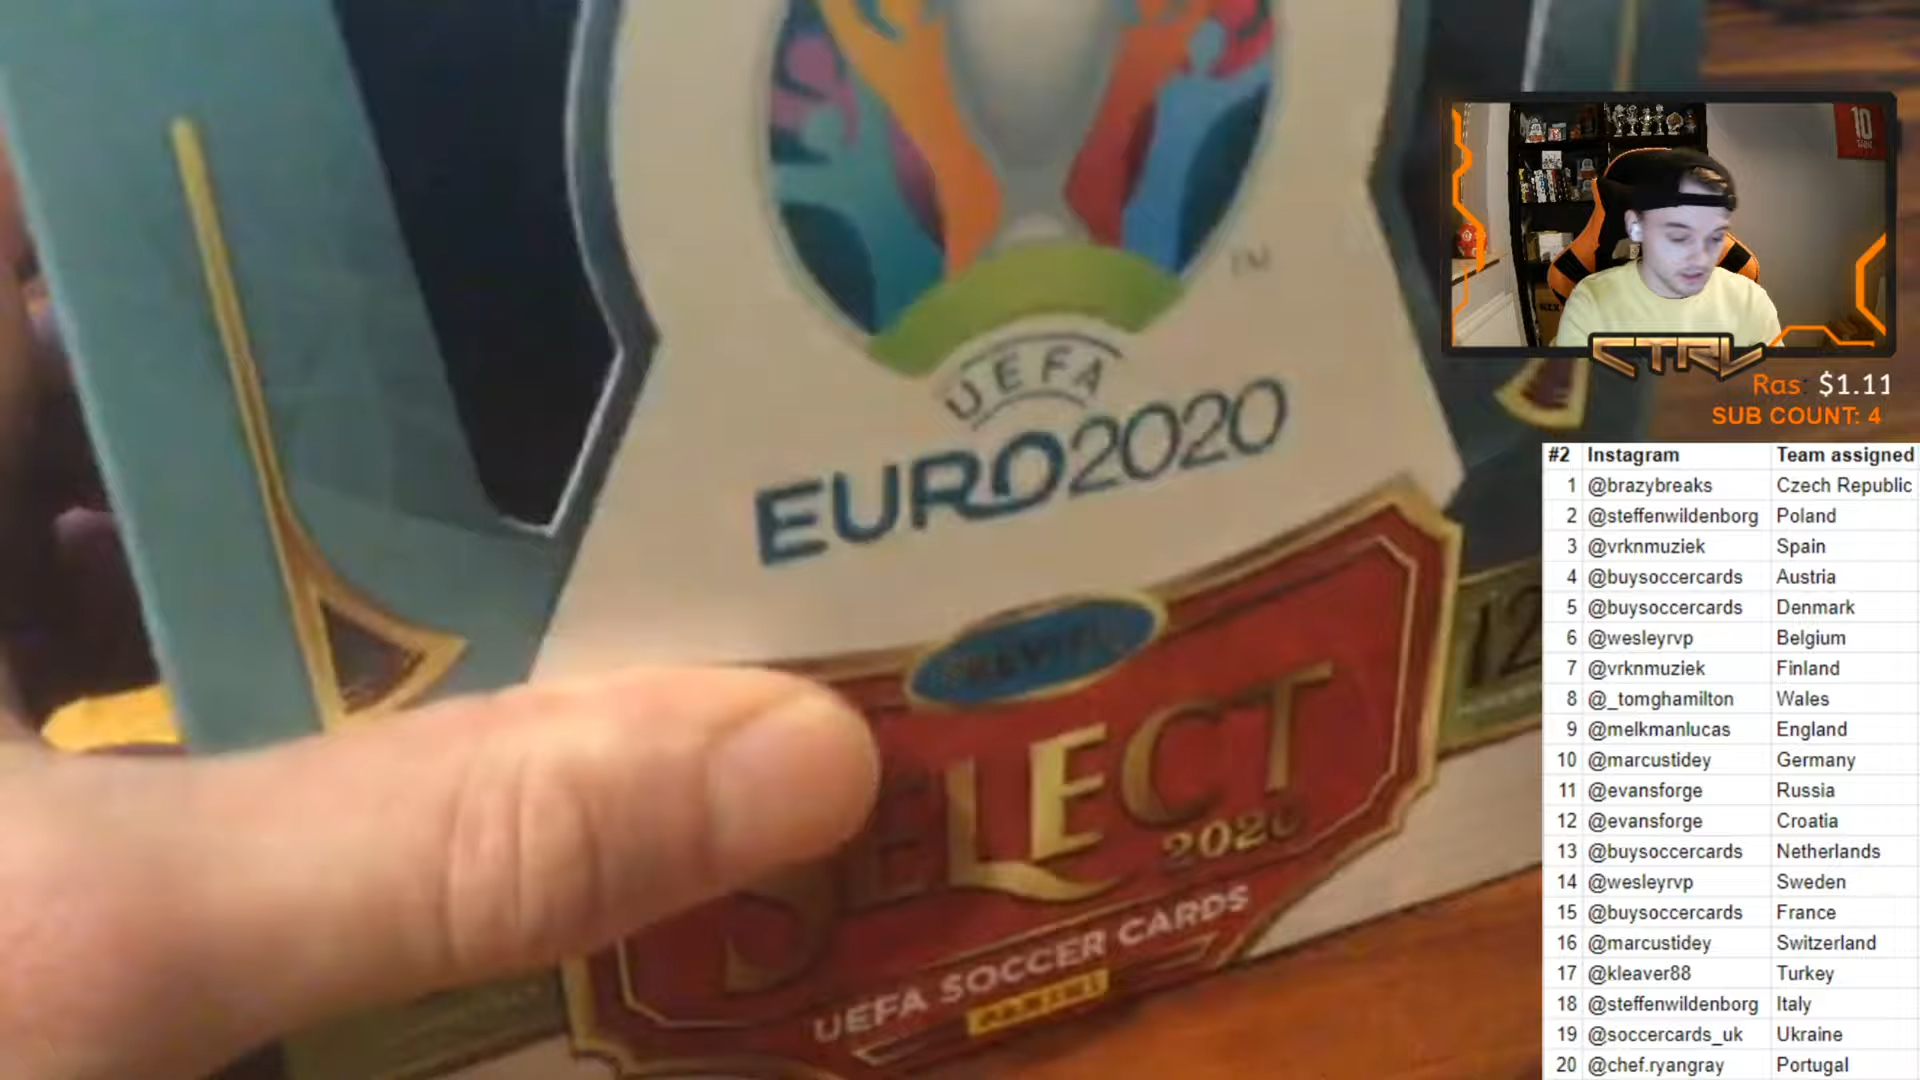 UEFA
EURO2020
TM
SELECT
2020
UEFA SOCCER CARDS
PANINI
12
10
CTRL
Ras: $1.11
SUB COUNT: 4
#2 Instagram Team assigned
1 @brazybreaks Czech Republic
2 @steffenwildenborg Poland
3 @vrknmuziek Spain
4 @buysoccercards Austria
5 @buysoccercards Denmark
6 @wesleyrvp Belgium
7 @vrknmuziek Finland
8 @_tomghamilton Wales
9 @melkmanlucas England
10 @marcustidey Germany
11 @evansforge Russia
12 @evansforge Croatia
13 @buysoccercards Netherlands
14 @wesleyrvp Sweden
15 @buysoccercards France
16 @marcustidey Switzerland
17 @kleaver88 Turkey
18 @steffenwildenborg Italy
19 @soccercards_uk Ukraine
20 @chef.ryangray Portugal